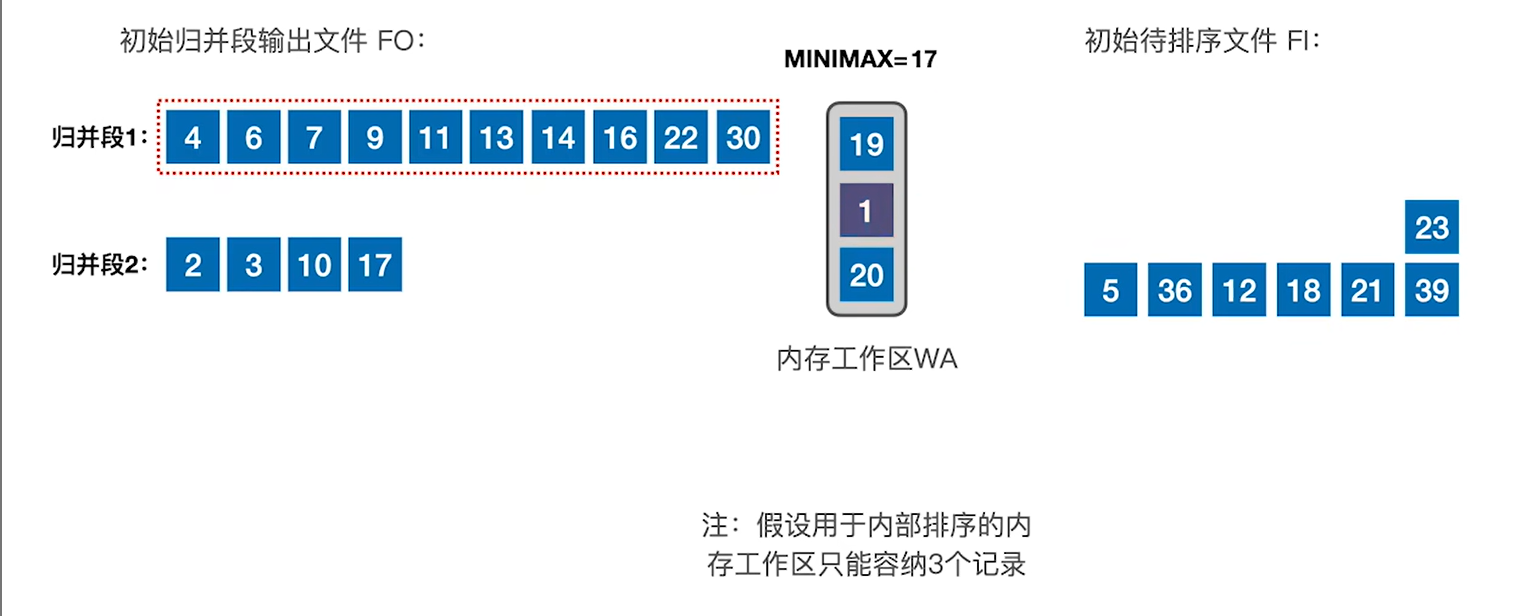 初始归并段输出文件 FO：
初始待排序文件 FI：
MINIMAX=17
归并段1： 4 6 7 9 11 13 14 16 22 30
19
1
20
归并段2： 2 3 10 17
23
5 36 12 18 21 39
内存工作区WA
注：假设用于内部排序的内
存工作区只能容纳3个记录